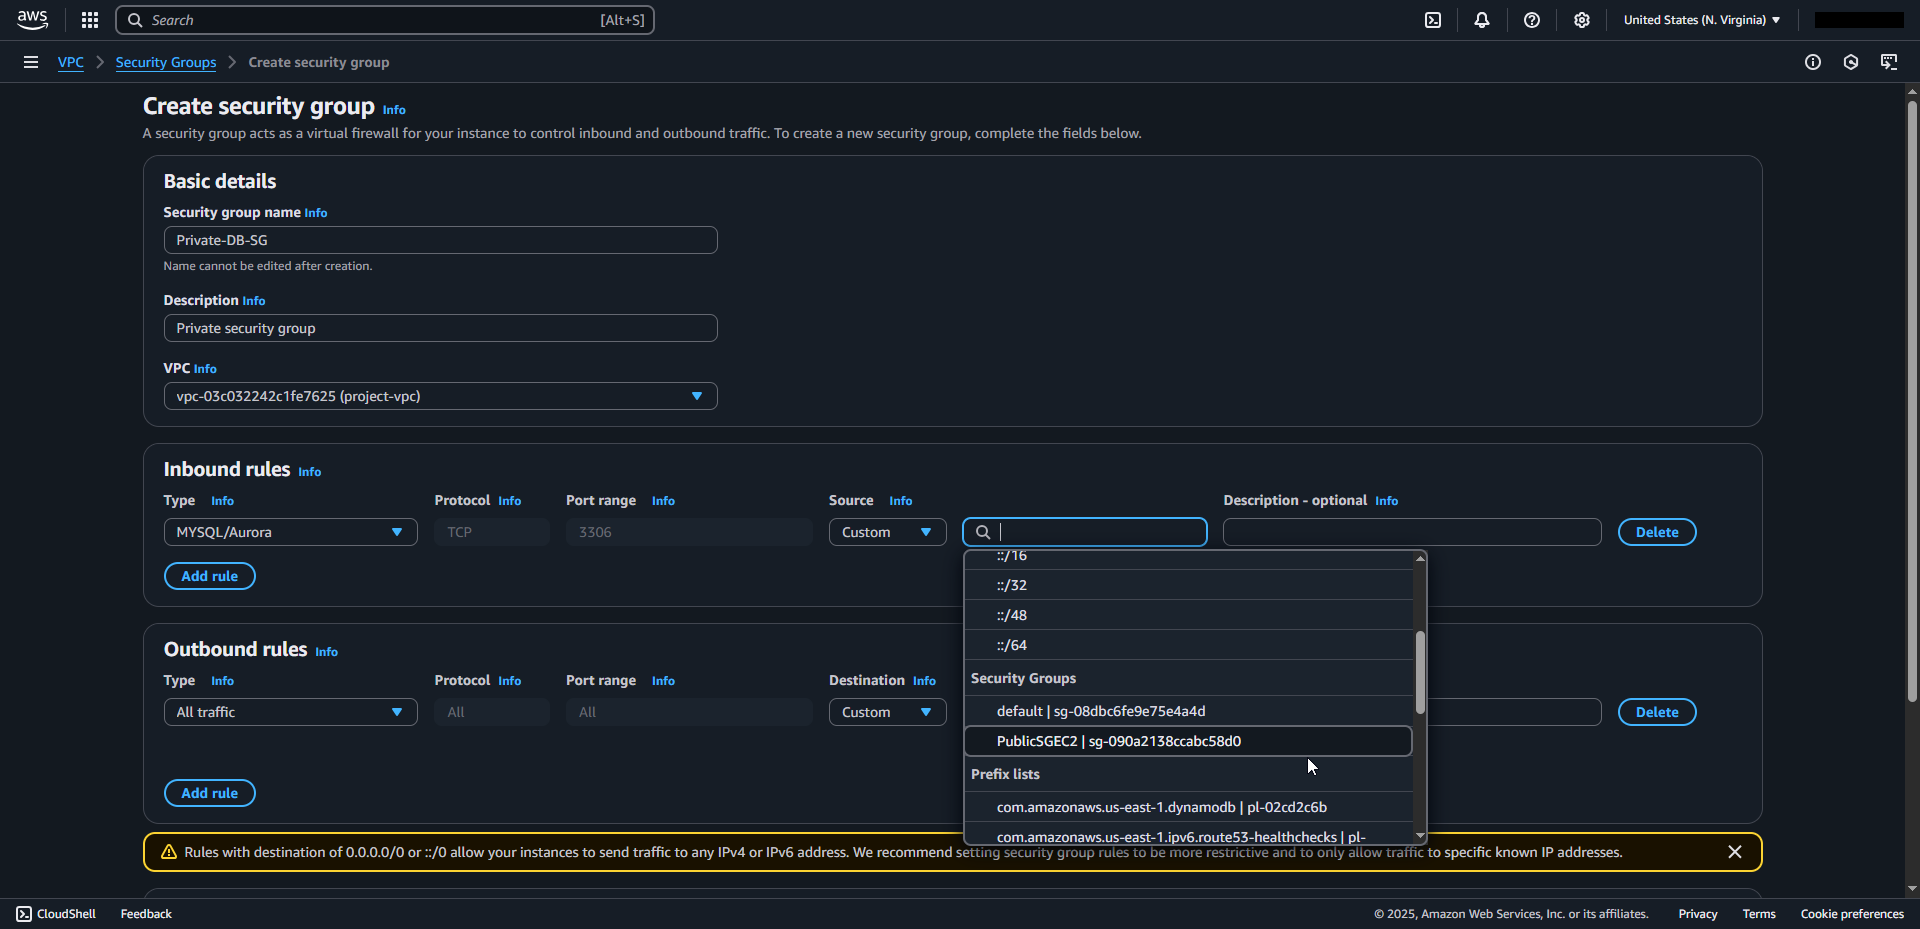 aws
Search [Alt+S]
United States (N. Virginia)
VPC
Security Groups
Create security group
Create security group Info
A security group acts as a virtual firewall for your instance to control inbound and outbound traffic. To create a new security group, complete the fields below.
Basic details
Security group name Info
Private-DB-SG
Name cannot be edited after creation.
Description Info
Private security group
VPC Info
vpc-03c032242c1fe7625 (project-vpc)
Inbound rules Info
Type Info Protocol Info Port range Info Source Info Description - optional Info
MYSQL/Aurora TCP 3306 Custom Delete
Add rule
::/16
::/32
::/48
::/64
Security Groups
default | sg-08dbc6fe9e75e4a4d
PublicSGEC2 | sg-090a2138ccabc58d0
Prefix lists
com.amazonaws.us-east-1.dynamodb | pl-02cd2c6b
com.amazonaws.us-east-1.ipv6.route53-healthchecks | pl-
Outbound rules Info
Type Info Protocol Info Port range Info Destination Info
All traffic All All Custom Delete
Add rule
Rules with destination of 0.0.0.0/0 or ::/0 allow your instances to send traffic to any IPv4 or IPv6 address. We recommend setting security group rules to be more restrictive and to only allow traffic to specific known IP addresses.
CloudShell Feedback © 2025, Amazon Web Services, Inc. or its affiliates. Privacy Terms Cookie preferences